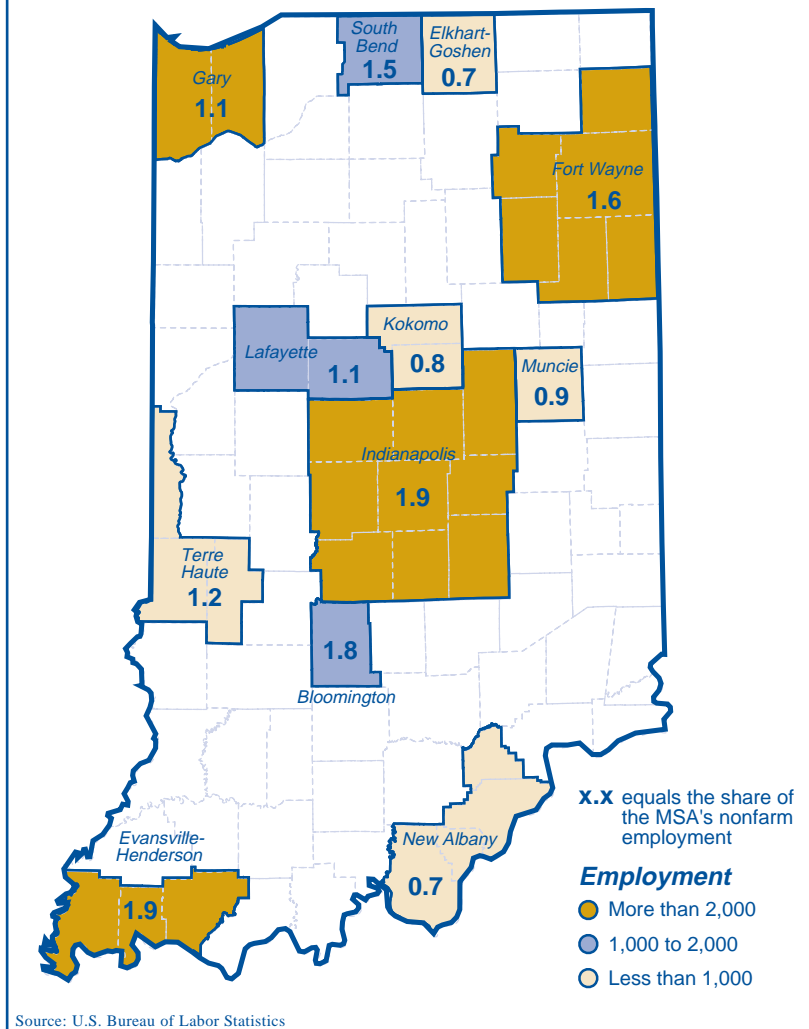 South
Bend
1.5
Elkhart-
Goshen
0.7
Gary
1.1
Fort Wayne
1.6
Kokomo
0.8
Lafayette
1.1
Muncie
0.9
Indianapolis
1.9
Terre
Haute
1.2
1.8
Bloomington
x.x equals the share of
the MSA's nonfarm
employment
Evansville-
Henderson
1.9
New Albany
0.7
Employment
More than 2,000
1,000 to 2,000
Less than 1,000
Source: U.S. Bureau of Labor Statistics